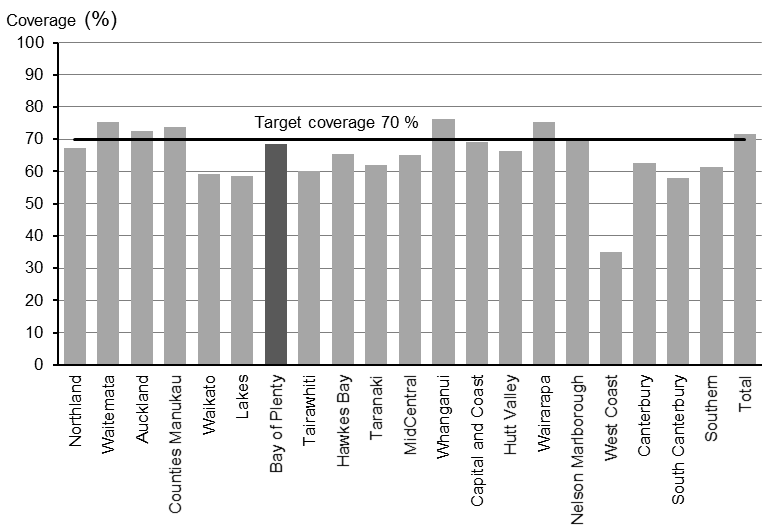 Coverage (%)
100
90
80
Target coverage 70 %
70
60
50
40
30
20
10
0
Northland
Waitemata
Auckland
Counties Manukau
Waikato
Lakes
Bay of Plenty
Tairawhiti
Hawkes Bay
Taranaki
MidCentral
Whanganui
Capital and Coast
Hutt Valley
Wairarapa
Nelson Marlborough
West Coast
Canterbury
South Canterbury
Southern
Total